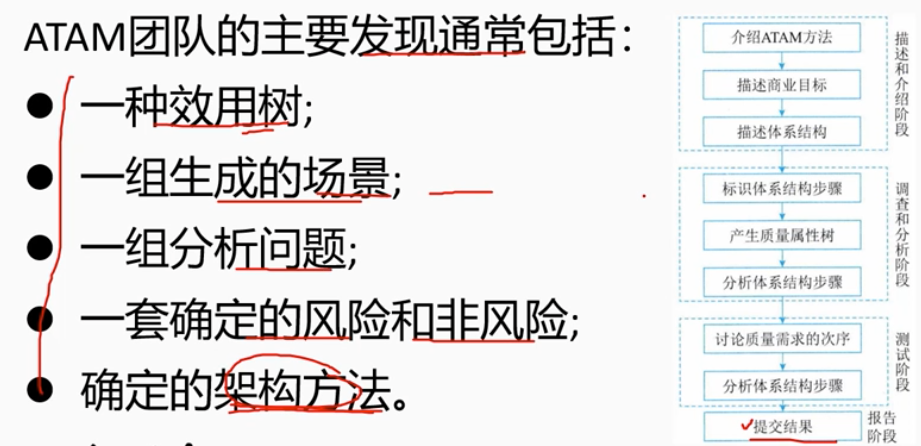 ATAM团队的主要发现通常包括：
● 一种效用树;
● 一组生成的场景;
● 一组分析问题;
● 一套确定的风险和非风险;
● 确定的架构方法。
介绍ATAM方法
描述商业目标
描述体系结构
描述和介绍阶段
标识体系结构步骤
产生质量属性树
分析体系结构步骤
调查和分析阶段
讨论质量需求的次序
分析体系结构步骤
测试阶段
提交结果
报告阶段